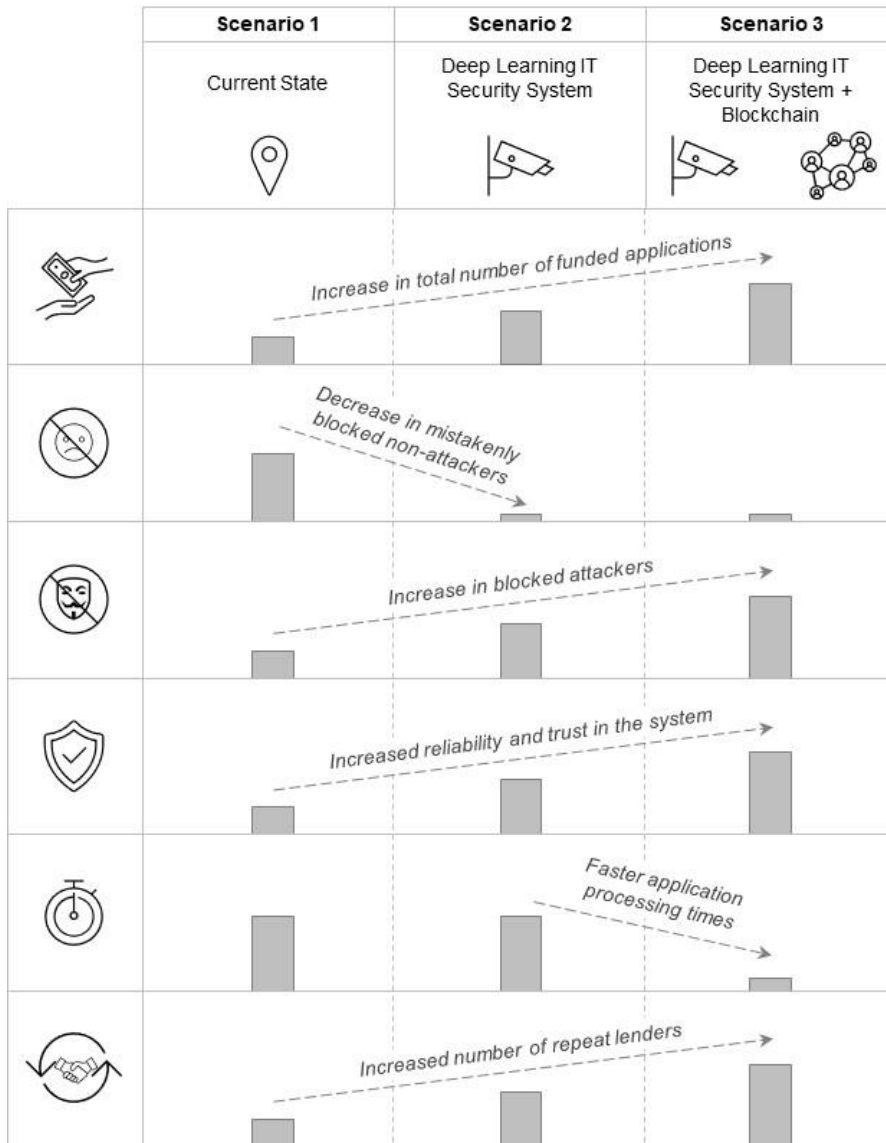 Scenario 1
Scenario 2
Scenario 3
Current State
Deep Learning IT
Security System
Deep Learning IT
Security System +
Blockchain
Increase in total number of funded applications
Decrease in mistakenly
blocked non-attackers
Increase in blocked attackers
Increased reliability and trust in the system
Faster application
processing times
Increased number of repeat lenders